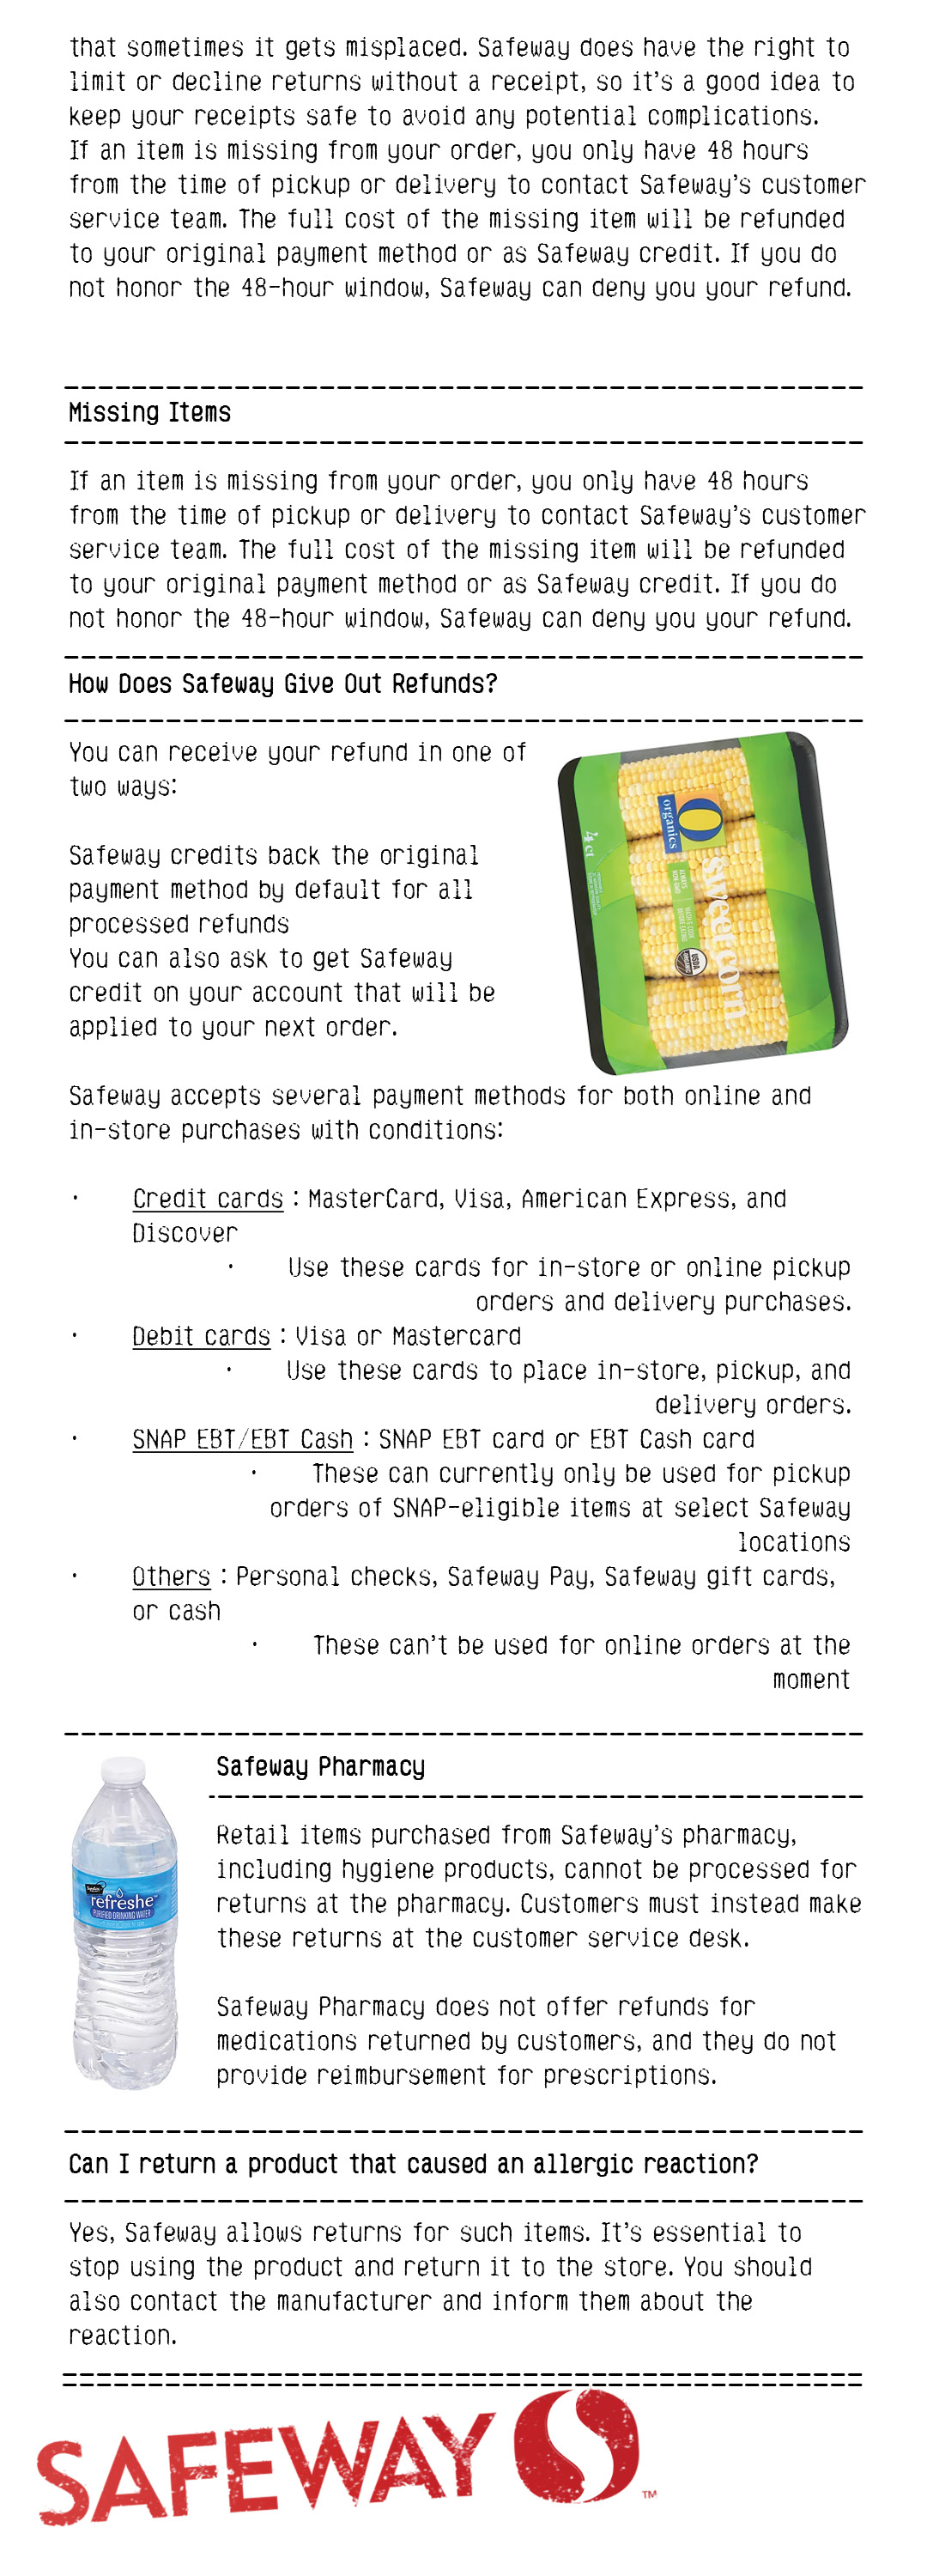 that sometimes it gets misplaced. Safeway does have the right to
limit or decline returns without a receipt, so it's a good idea to
keep your receipts safe to avoid any potential complications.
If an item is missing from your order, you only have 48 hours
from the time of pickup or delivery to contact Safeway's customer
service team. The full cost of the missing item will be refunded
to your original payment method or as Safeway credit. If you do
not honor the 48-hour window, Safeway can deny you your refund.
Missing Items
If an item is missing from your order, you only have 48 hours
from the time of pickup or delivery to contact Safeway's customer
service team. The full cost of the missing item will be refunded
to your original payment method or as Safeway credit. If you do
not honor the 48-hour window, Safeway can deny you your refund.
How Does Safeway Give Out Refunds?
You can receive your refund in one of
two ways:
Safeway credits back the original
payment method by default for all
processed refunds
You can also ask to get Safeway
credit on your account that will be
applied to your next order.
O
organics
sweet corn
4 ct
USDA
Safeway accepts several payment methods for both online and
in-store purchases with conditions:
· Credit cards : MasterCard, Visa, American Express, and
Discover
· Use these cards for in-store or online pickup
orders and delivery purchases.
· Debit cards : Visa or Mastercard
· Use these cards to place in-store, pickup, and
delivery orders.
· SNAP EBT/EBT Cash : SNAP EBT card or EBT Cash card
· These can currently only be used for pickup
orders of SNAP-eligible items at select Safeway
locations
· Others : Personal checks, Safeway Pay, Safeway gift cards,
or cash
· These can't be used for online orders at the
moment
Safeway Pharmacy
Retail items purchased from Safeway's pharmacy,
including hygiene products, cannot be processed for
returns at the pharmacy. Customers must instead make
these returns at the customer service desk.
refreshe
PURIFIED DRINKING WATER
Safeway Pharmacy does not offer refunds for
medications returned by customers, and they do not
provide reimbursement for prescriptions.
Can I return a product that caused an allergic reaction?
Yes, Safeway allows returns for such items. It's essential to
stop using the product and return it to the store. You should
also contact the manufacturer and inform them about the
reaction.
SAFEWAY TM